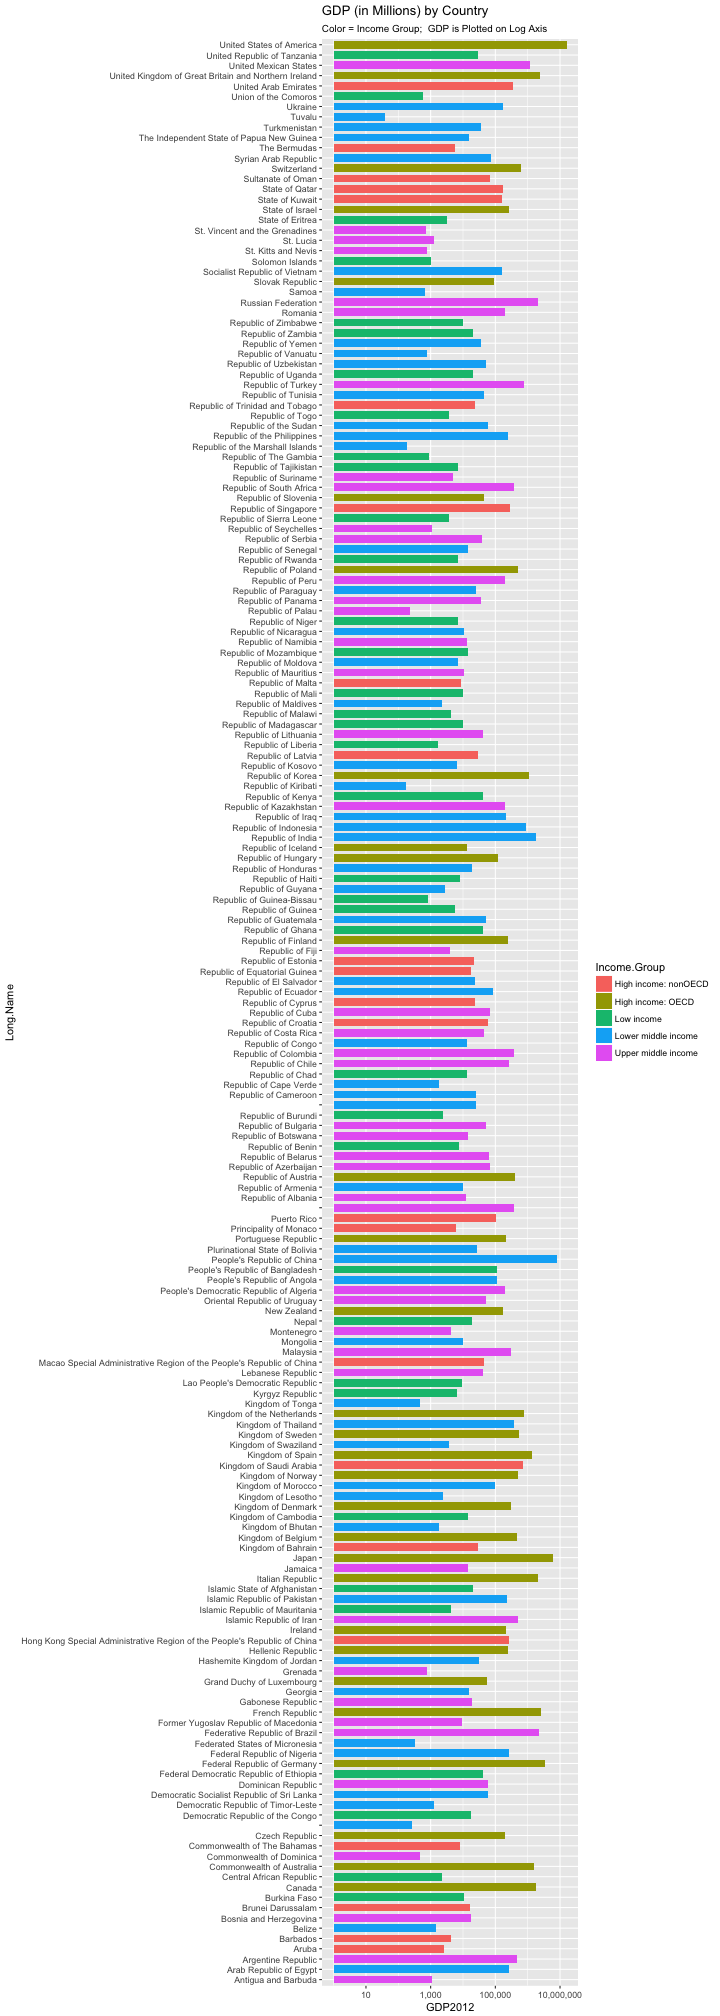 GDP (in Millions) by Country
Color = Income Group;  GDP is Plotted on Log Axis
United States of America
United Republic of Tanzania
United Mexican States
United Kingdom of Great Britain and Northern Ireland
United Arab Emirates
Union of the Comoros
Ukraine
Tuvalu
Turkmenistan
The Independent State of Papua New Guinea
The Bermudas
Syrian Arab Republic
Switzerland
Sultanate of Oman
State of Qatar
State of Kuwait
State of Israel
State of Eritrea
St. Vincent and the Grenadines
St. Lucia
St. Kitts and Nevis
Solomon Islands
Socialist Republic of Vietnam
Slovak Republic
Samoa
Russian Federation
Romania
Republic of Zimbabwe
Republic of Zambia
Republic of Yemen
Republic of Vanuatu
Republic of Uzbekistan
Republic of Uganda
Republic of Turkey
Republic of Tunisia
Republic of Trinidad and Tobago
Republic of Togo
Republic of the Sudan
Republic of the Philippines
Republic of the Marshall Islands
Republic of The Gambia
Republic of Tajikistan
Republic of Suriname
Republic of South Africa
Republic of Slovenia
Republic of Singapore
Republic of Sierra Leone
Republic of Seychelles
Republic of Serbia
Republic of Senegal
Republic of Rwanda
Republic of Poland
Republic of Peru
Republic of Paraguay
Republic of Panama
Republic of Palau
Republic of Niger
Republic of Nicaragua
Republic of Namibia
Republic of Mozambique
Republic of Moldova
Republic of Mauritius
Republic of Malta
Republic of Mali
Republic of Maldives
Republic of Malawi
Republic of Madagascar
Republic of Lithuania
Republic of Liberia
Republic of Latvia
Republic of Kosovo
Republic of Korea
Republic of Kiribati
Republic of Kenya
Republic of Kazakhstan
Republic of Iraq
Republic of Indonesia
Republic of India
Republic of Iceland
Republic of Hungary
Republic of Honduras
Republic of Haiti
Republic of Guyana
Republic of Guinea-Bissau
Republic of Guinea
Republic of Guatemala
Republic of Ghana
Republic of Finland
Republic of Fiji
Republic of Estonia
Republic of Equatorial Guinea
Republic of El Salvador
Republic of Ecuador
Republic of Cyprus
Republic of Cuba
Republic of Croatia
Republic of Costa Rica
Republic of Congo
Republic of Colombia
Republic of Chile
Republic of Chad
Republic of Cape Verde
Republic of Cameroon
Republic of Burundi
Republic of Bulgaria
Republic of Botswana
Republic of Benin
Republic of Belarus
Republic of Azerbaijan
Republic of Austria
Republic of Armenia
Republic of Albania
Puerto Rico
Principality of Monaco
Portuguese Republic
Plurinational State of Bolivia
People's Republic of China
People's Republic of Bangladesh
People's Republic of Angola
People's Democratic Republic of Algeria
Oriental Republic of Uruguay
New Zealand
Nepal
Montenegro
Mongolia
Malaysia
Macao Special Administrative Region of the People's Republic of China
Lebanese Republic
Lao People's Democratic Republic
Kyrgyz Republic
Kingdom of Tonga
Kingdom of the Netherlands
Kingdom of Thailand
Kingdom of Sweden
Kingdom of Swaziland
Kingdom of Spain
Kingdom of Saudi Arabia
Kingdom of Norway
Kingdom of Morocco
Kingdom of Lesotho
Kingdom of Denmark
Kingdom of Cambodia
Kingdom of Bhutan
Kingdom of Belgium
Kingdom of Bahrain
Japan
Jamaica
Italian Republic
Islamic State of Afghanistan
Islamic Republic of Pakistan
Islamic Republic of Mauritania
Islamic Republic of Iran
Ireland
Hong Kong Special Administrative Region of the People's Republic of China
Hellenic Republic
Hashemite Kingdom of Jordan
Grenada
Grand Duchy of Luxembourg
Georgia
Gabonese Republic
French Republic
Former Yugoslav Republic of Macedonia
Federative Republic of Brazil
Federated States of Micronesia
Federal Republic of Nigeria
Federal Republic of Germany
Federal Democratic Republic of Ethiopia
Dominican Republic
Democratic Socialist Republic of Sri Lanka
Democratic Republic of Timor-Leste
Democratic Republic of the Congo
Czech Republic
Commonwealth of The Bahamas
Commonwealth of Dominica
Commonwealth of Australia
Central African Republic
Canada
Burkina Faso
Brunei Darussalam
Bosnia and Herzegovina
Belize
Barbados
Aruba
Argentine Republic
Arab Republic of Egypt
Antigua and Barbuda
10 1,000 100,000 10,000,000
GDP2012
Long.Name
Income.Group
High income: nonOECD
High income: OECD
Low income
Lower middle income
Upper middle income